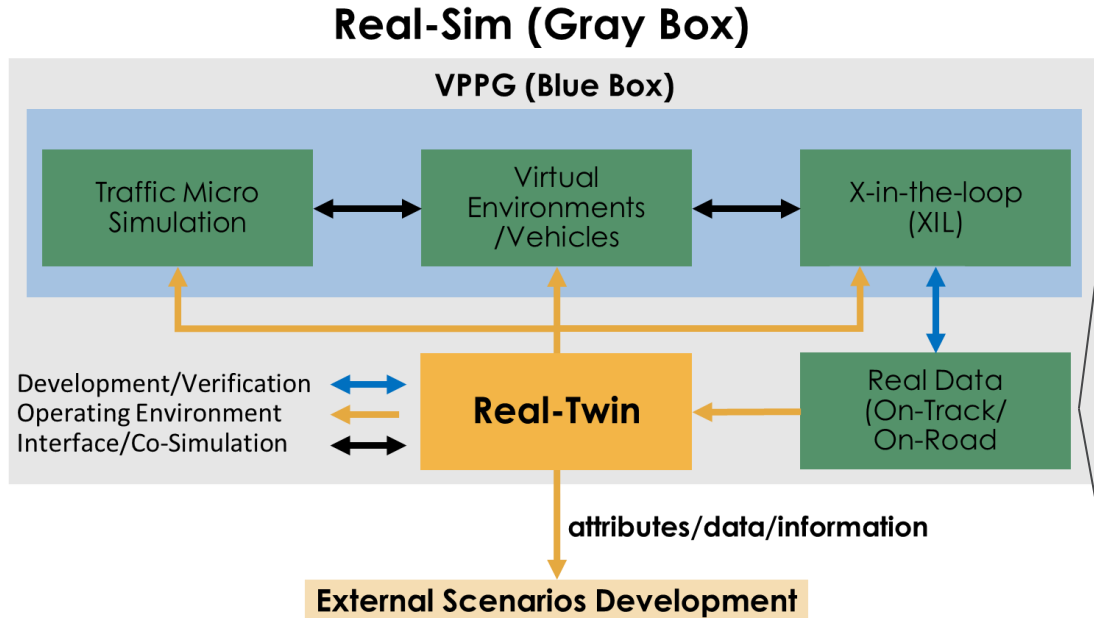 Real-Sim (Gray Box)
VPPG (Blue Box)
Traffic Micro
Simulation
Virtual
Environments
/Vehicles
X-in-the-loop
(XIL)
Development/Verification
Operating Environment
Interface/Co-Simulation
Real-Twin
Real Data
(On-Track/
On-Road
attributes/data/information
External Scenarios Development